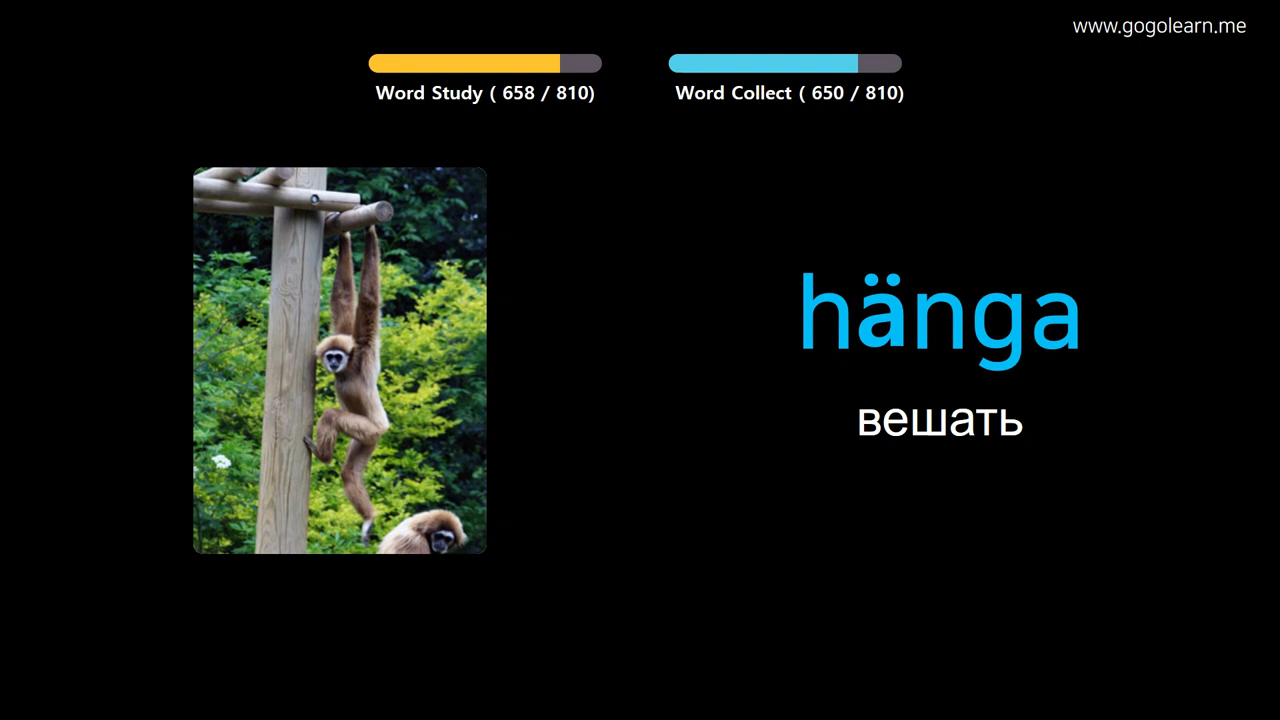 www.gogolearn.me
Word Study ( 658 / 810)
Word Collect ( 650 / 810)
hänga
вешать